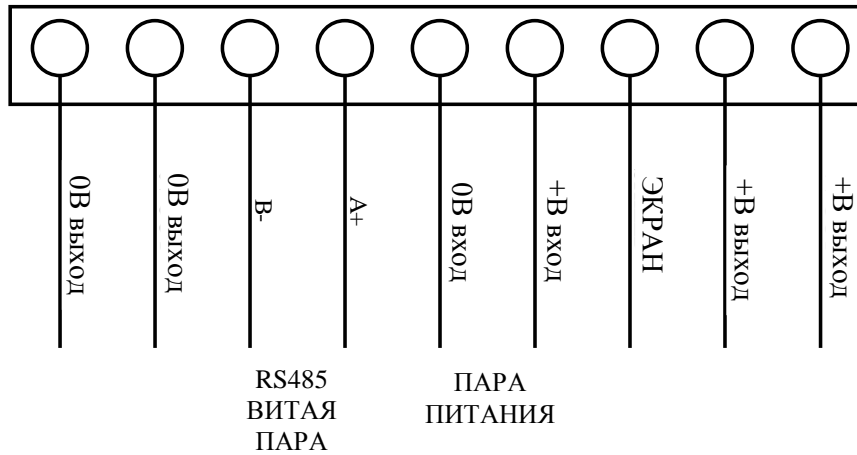 0В выход
0В выход
B-
A+
0В вход
+В вход
ЭКРАН
+В выход
+В выход
RS485
ВИТАЯ
ПАРА
ПАРА
ПИТАНИЯ